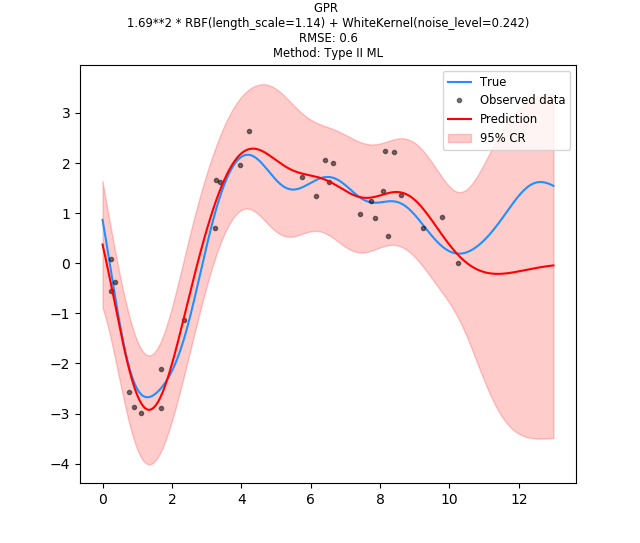 GPR
1.69**2 * RBF(length_scale=1.14) + WhiteKernel(noise_level=0.242)
RMSE: 0.6
Method: Type II ML
True
Observed data
Prediction
95% CR
3
2
1
0
−1
−2
−3
−4
0 2 4 6 8 10 12